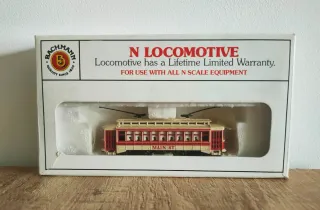 BACHMANN
N LOCOMOTIVE
Locomotive has a Lifetime Limited Warranty.
FOR USE WITH ALL N SCALE EQUIPMENT